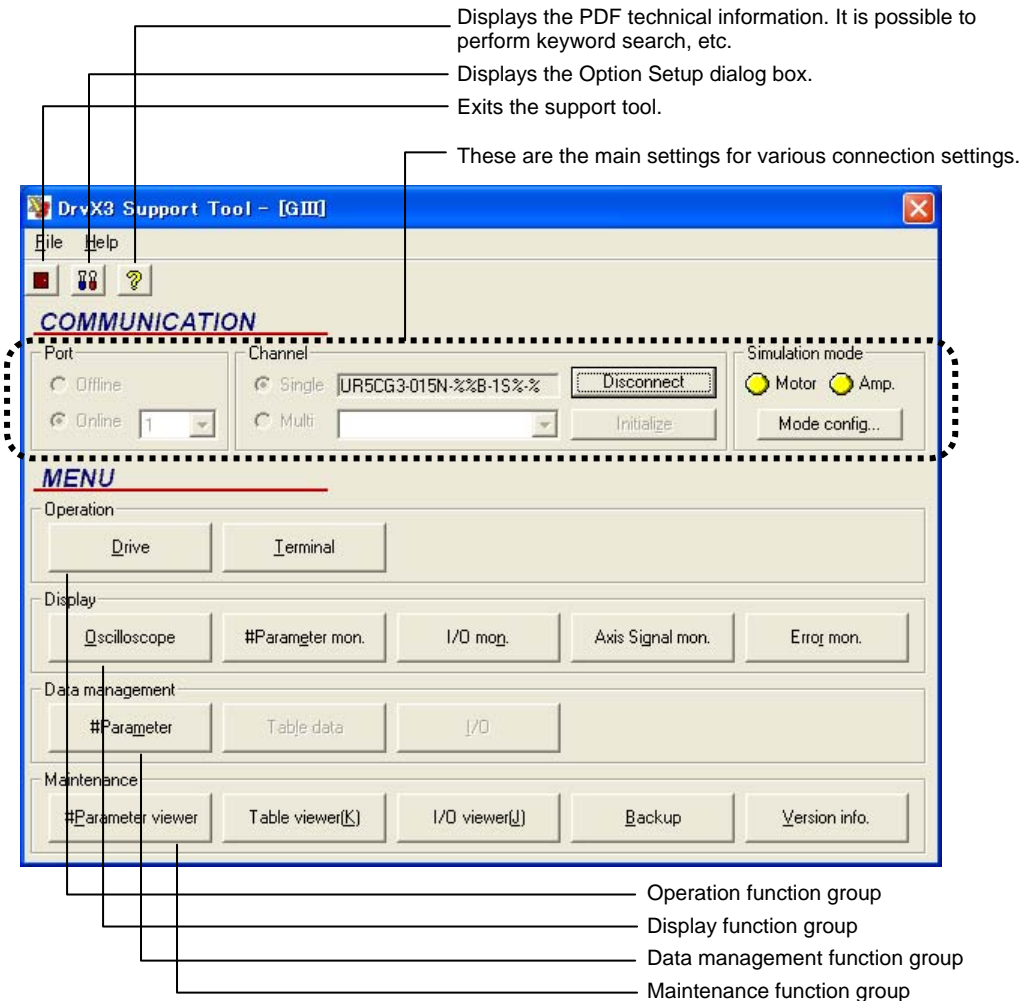 Displays the PDF technical information. It is possible to
perform keyword search, etc.
Displays the Option Setup dialog box.
Exits the support tool.
These are the main settings for various connection settings.
DrvX3 Support Tool - [GIII]
File Help
COMMUNICATION
Port
Channel
Simulation mode
Offline
Single UR5CG3-015N-%%B-1S%-% Disconnect
Motor Amp.
Online 1
Multi
Initialize
Mode config...
MENU
Operation
Drive Terminal
Display
Oscilloscope #Parameter mon. I/O mon. Axis Signal mon. Error mon.
Data management
#Parameter Table data I/O
Maintenance
#Parameter viewer Table viewer(K) I/O viewer(J) Backup Version info.
Operation function group
Display function group
Data management function group
Maintenance function group